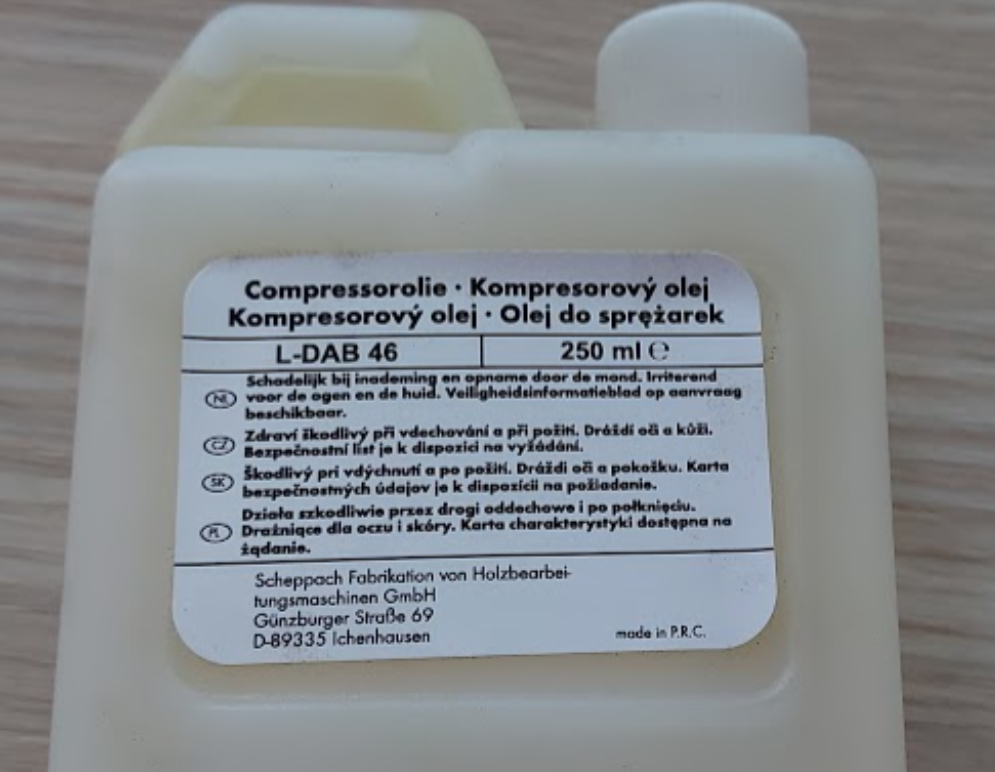 Compressorolie · Kompresorový olej
Kompresorový olej · Olej do sprężarek
L-DAB 46 250 ml ℮
Schadelijk bij inademing en opname door de mond. Irriterend
NL voor de ogen en de huid. Veiligheidsinformatieblad op aanvraag
beschikbaar.
Zdraví škodlivý při vdechování a při požití. Dráždí oči a kůži.
CZ Bezpečnostní list je k dispozici na vyžádání.
Škodlivý pri vdýchnutí a po požití. Dráždi oči a pokožku. Karta
SK bezpečnostných údajov je k dispozícii na požiadanie.
Działa szkodliwie przez drogi oddechowe i po połknięciu.
PL Drażniące dla oczu i skóry. Karta charakterystyki dostępna na
żądanie.
Scheppach Fabrikation von Holzbearbei-
tungsmaschinen GmbH
Günzburger Straße 69
D-89335 Ichenhausen made in P.R.C.